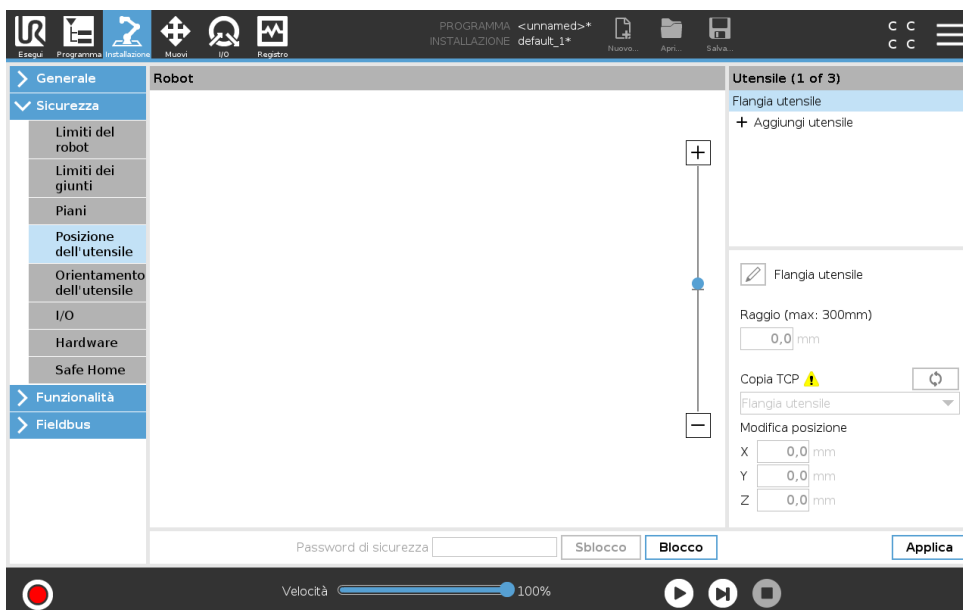 UR
Esegui
Programma
Installazione
Muovi
I/O
Registro
PROGRAMMA <unnamed>*
INSTALLAZIONE default_1*
Nuovo...
Apri...
Salva...
C C
C C
Generale
Sicurezza
Limiti del
robot
Limiti dei
giunti
Piani
Posizione
dell'utensile
Orientamento
dell'utensile
I/O
Hardware
Safe Home
Funzionalità
Fieldbus
Robot
Utensile (1 of 3)
Flangia utensile
+ Aggiungi utensile
Flangia utensile
Raggio (max: 300mm)
0,0 mm
Copia TCP
Flangia utensile
Modifica posizione
X 0,0 mm
Y 0,0 mm
Z 0,0 mm
Password di sicurezza
Sblocco
Blocco
Applica
Velocità
100%